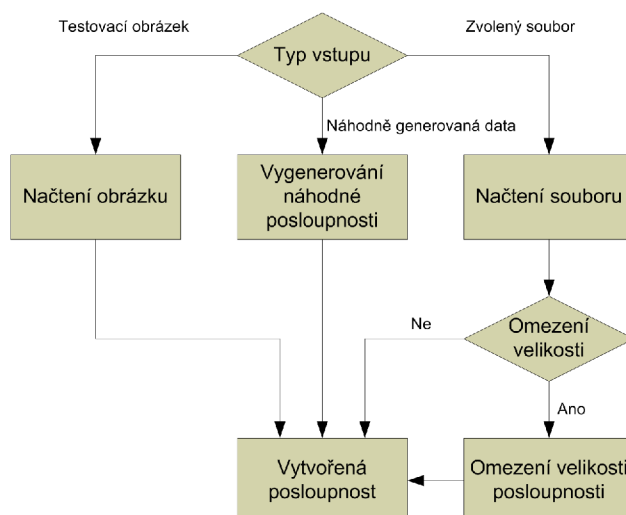 Testovací obrázek
Zvolený soubor
Typ vstupu
Náhodně generovaná data
Načtení obrázku
Vygenerování
náhodné
posloupnosti
Načtení souboru
Ne
Omezení
velikosti
Ano
Vytvořená
posloupnost
Omezení velikosti
posloupnosti